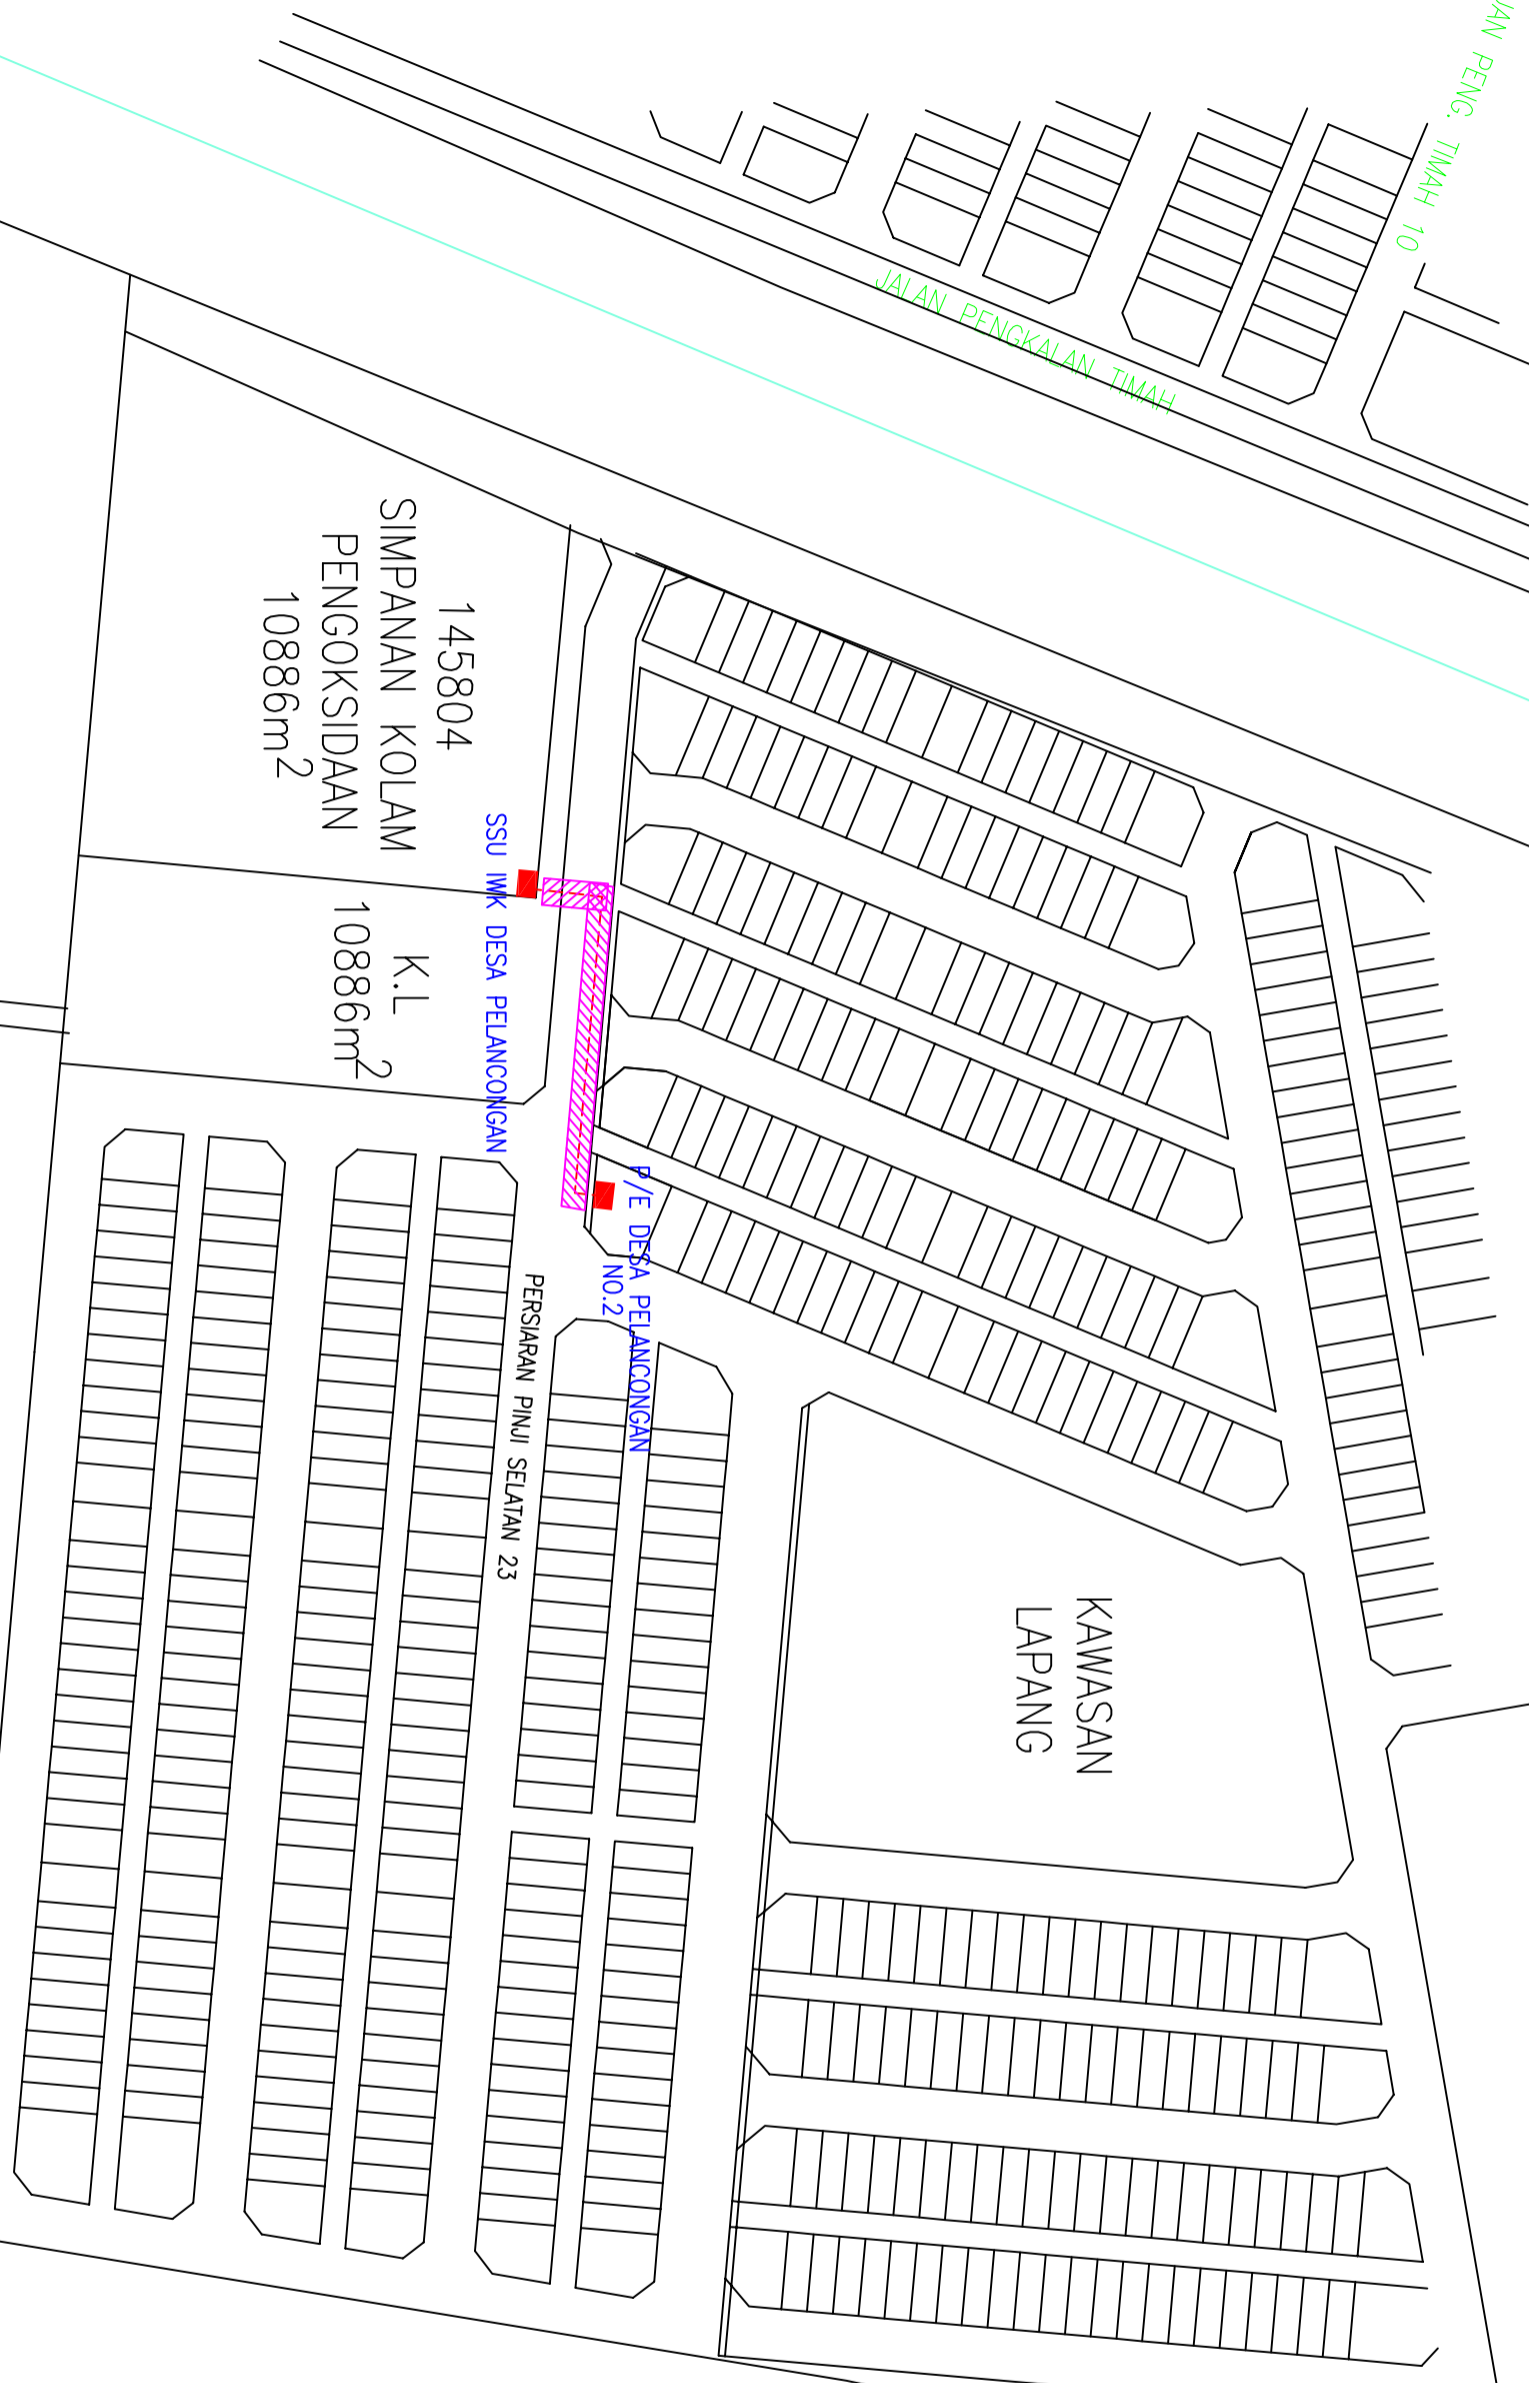 JAN PENG. TIMAH 10
JALAN PENGKALAN TIMAH
145804
SIMPANAN KOLAM
PENGOKSIDAAN
10886m2
SSU IWK DESA PELANCONGAN
K.L
10886m2
P/E DESA PELANCONGAN
NO.2
PERSIARAN PINJI SELATAN 23
KAWASAN
LAPANG